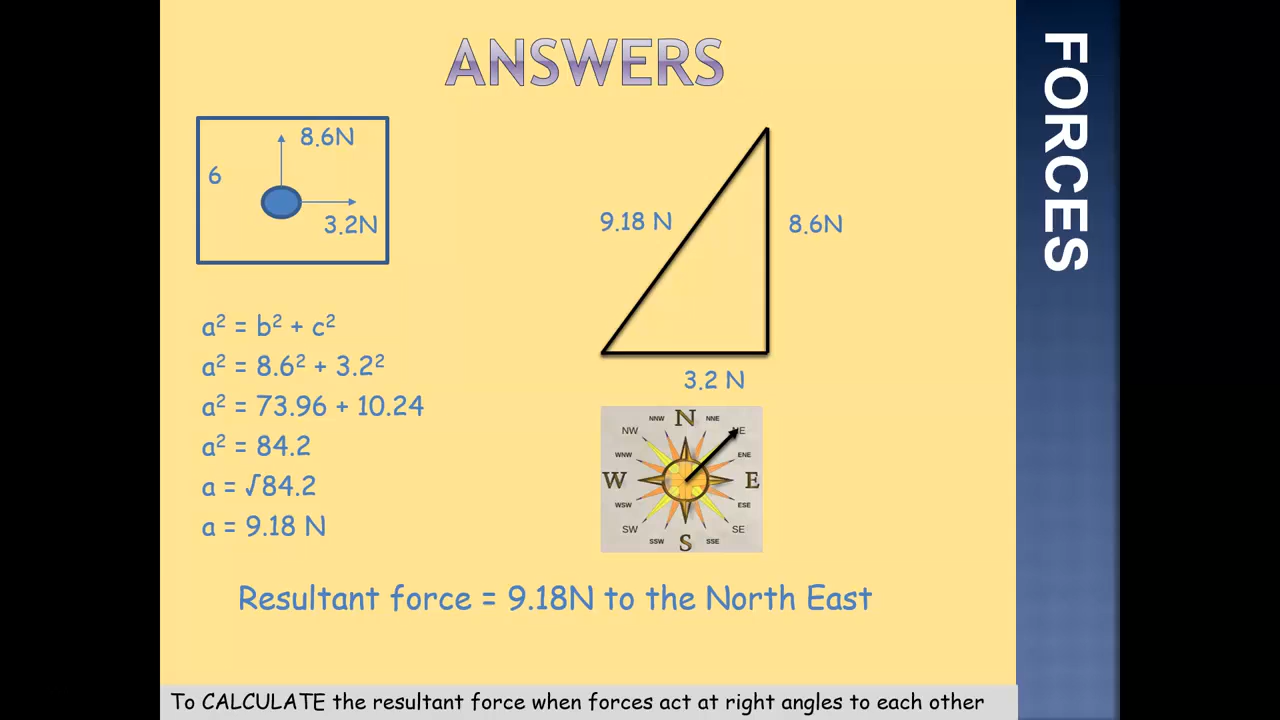 ANSWERS
FORCES
8.6N
6
3.2N
9.18 N
8.6N
3.2 N
a² = b² + c²
a² = 8.6² + 3.2²
a² = 73.96 + 10.24
a² = 84.2
a = √84.2
a = 9.18 N
N
NNW
NNE
NW
NE
WNW
ENE
W
E
WSW
ESE
SW
SE
SSW
SSE
S
Resultant force = 9.18N to the North East
To CALCULATE the resultant force when forces act at right angles to each other